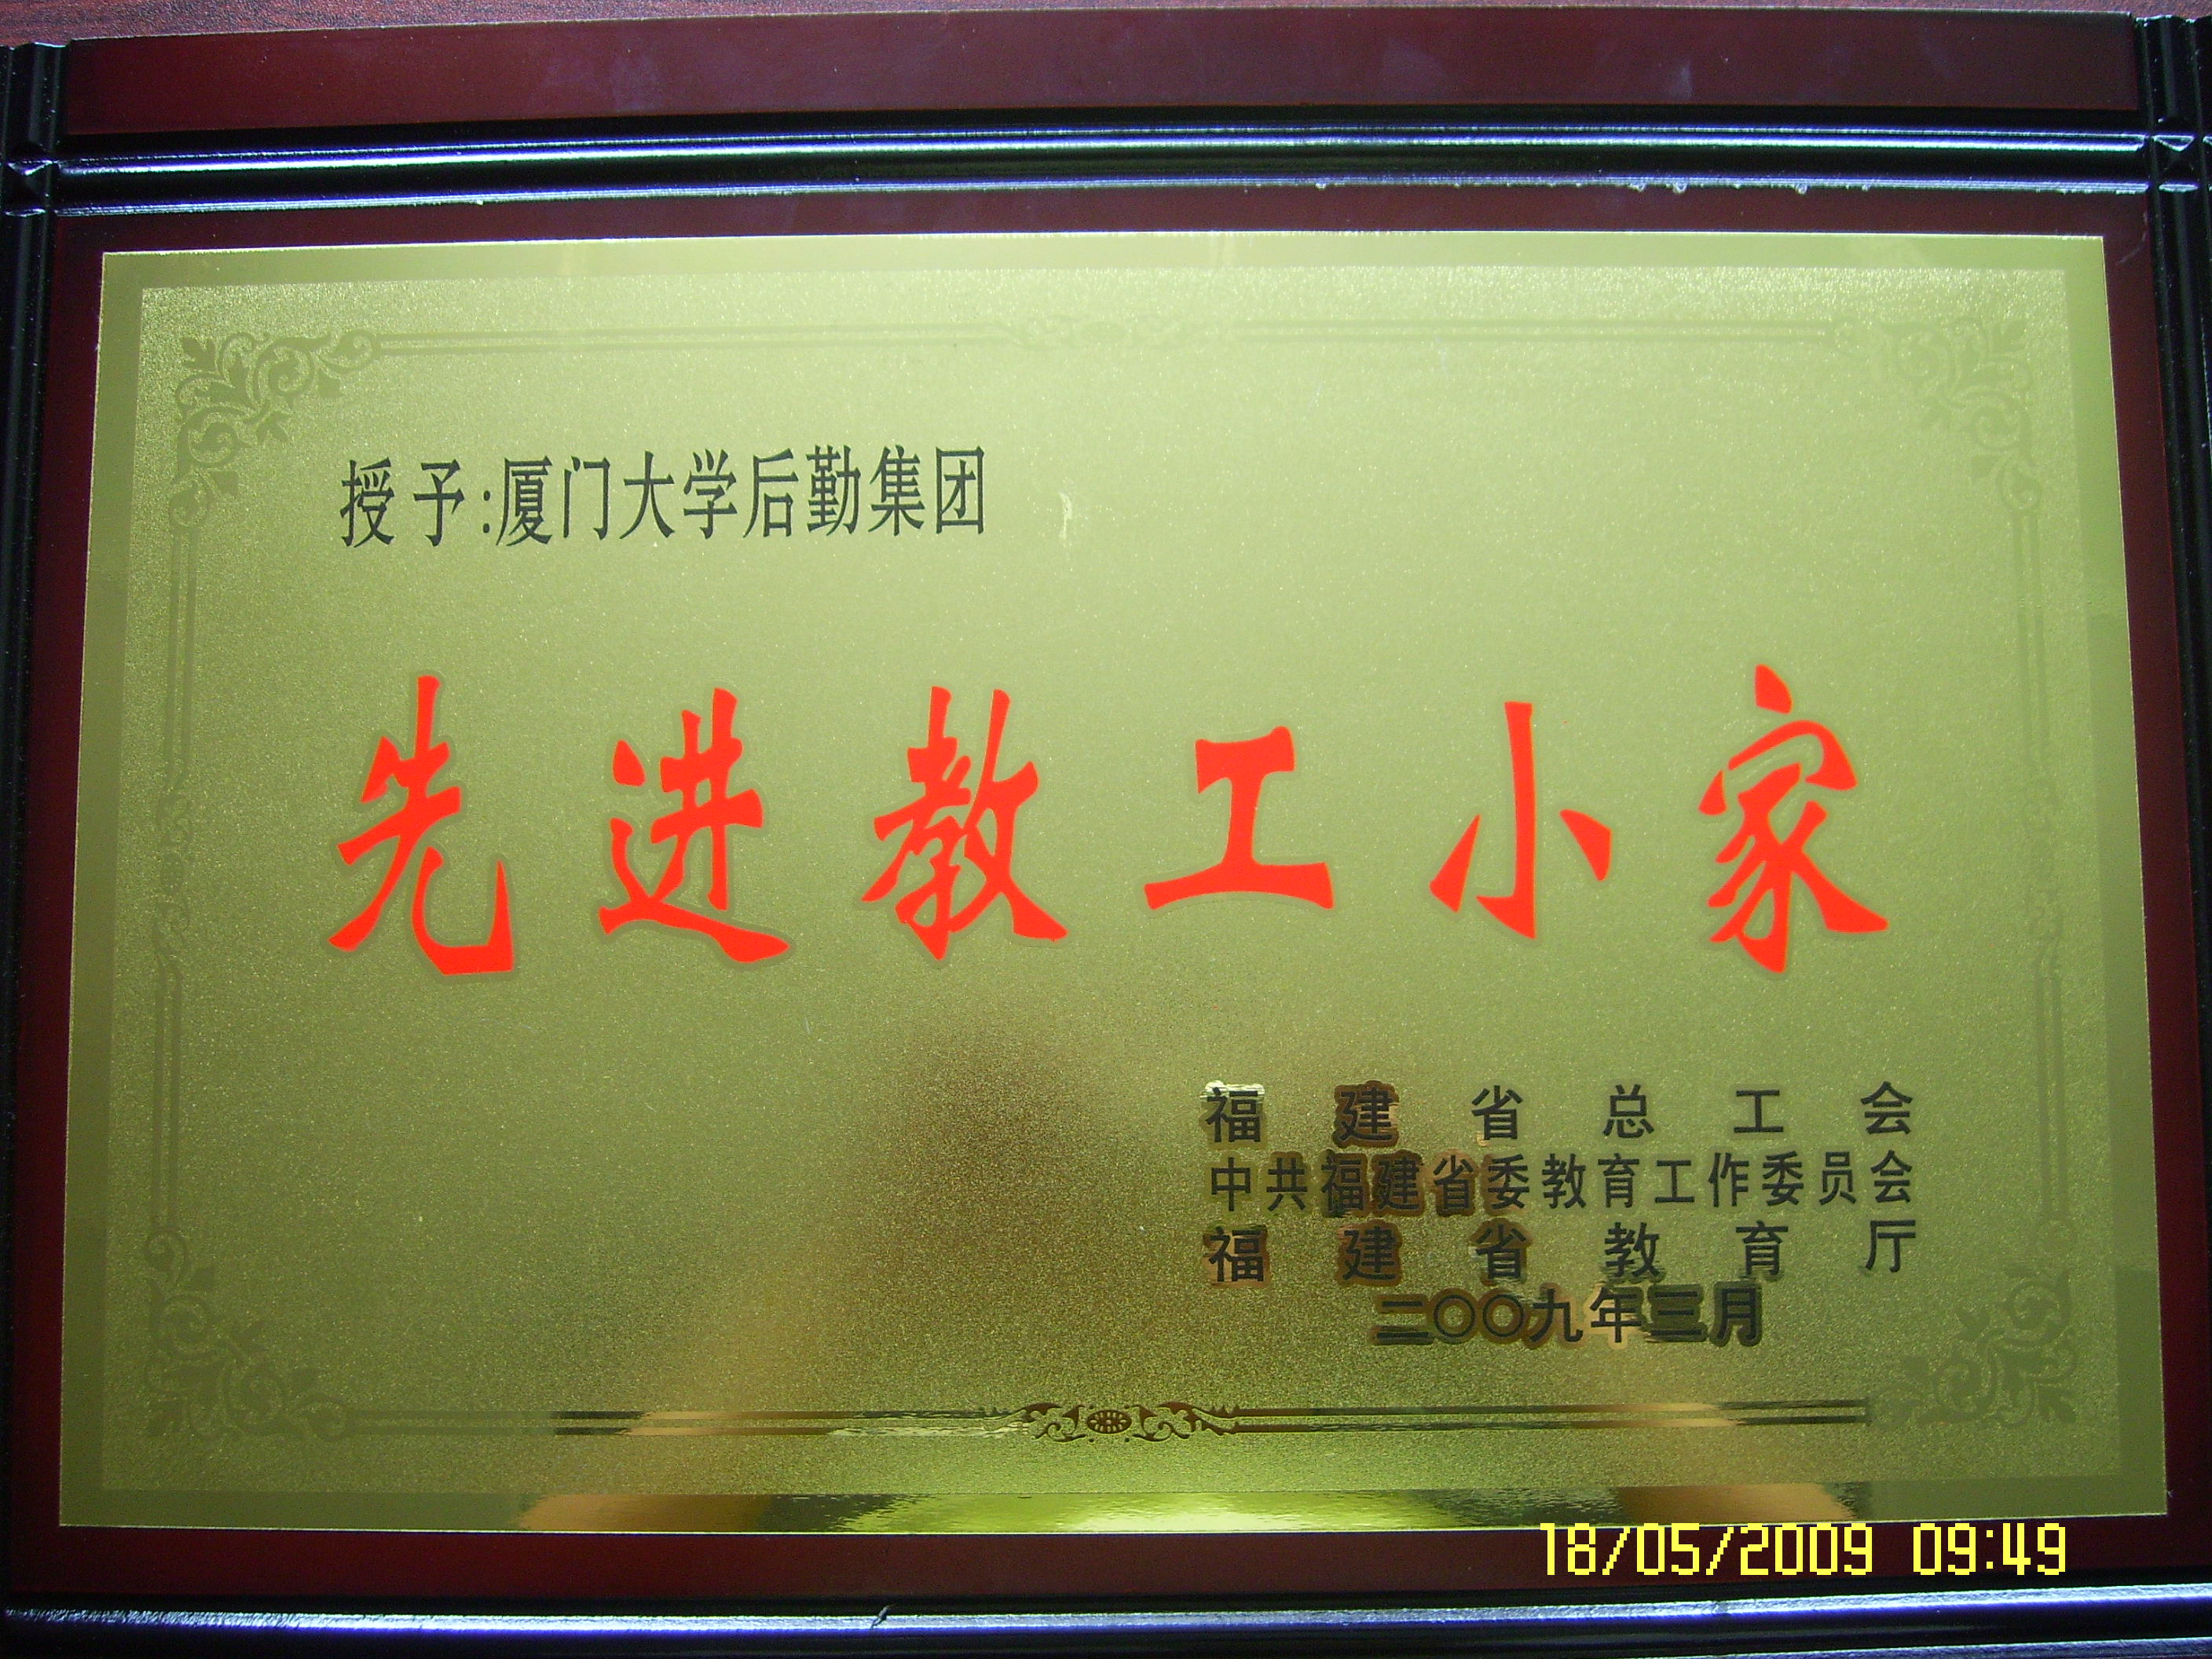 授予:厦门大学后勤集团
先进教工小家
福建省总工会
中共福建省委教育工作委员会
福建省教育厅
二〇〇九年三月
18/05/2009 09:49